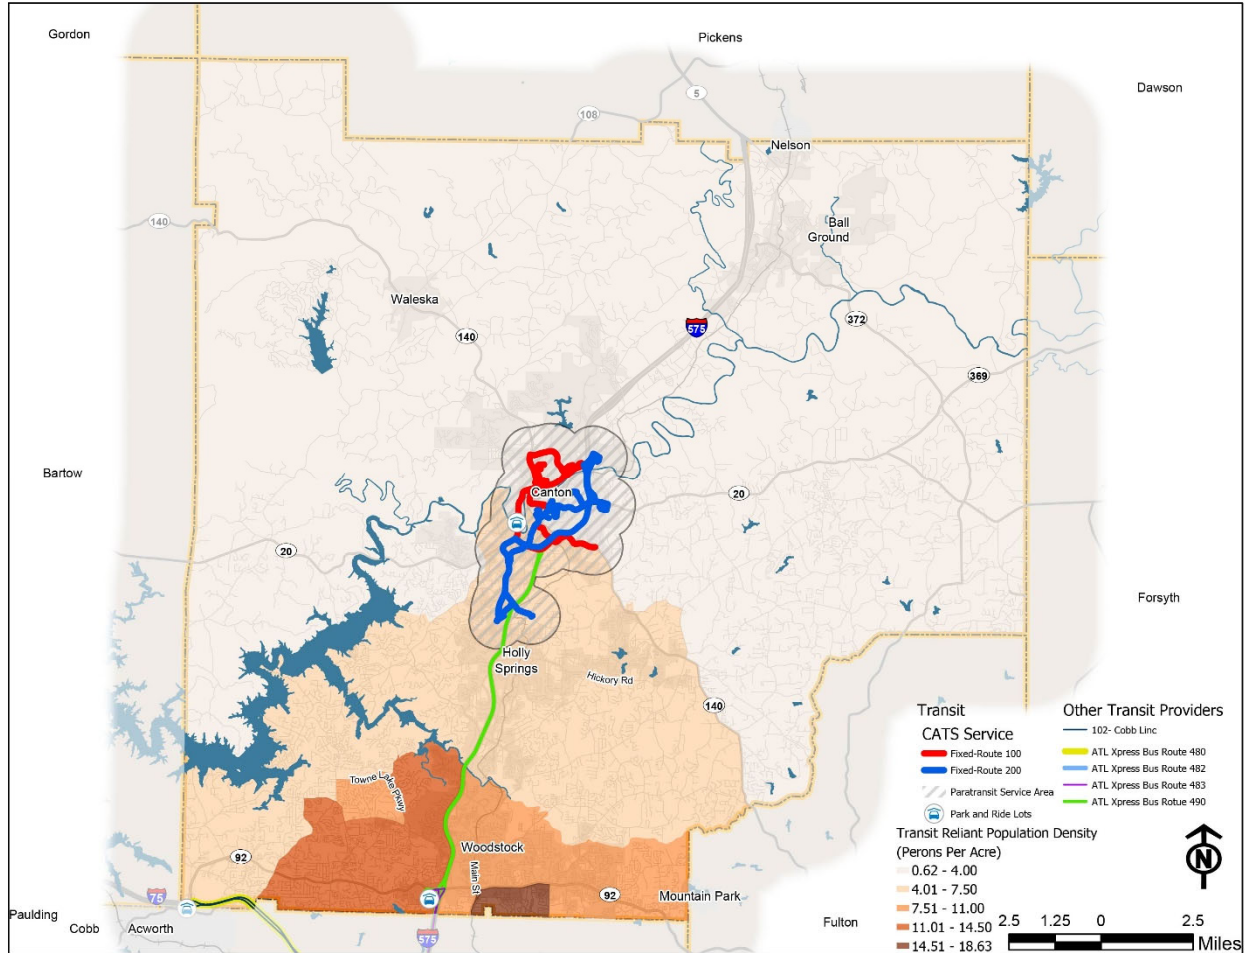 Gordon
Pickens
Dawson
5
108
Nelson
140
Ball
Ground
Waleska
140
575
372
369
Bartow
Canton
20
20
Forsyth
Holly
Springs
Hickory Rd
140
Towne Lake Pkwy
Woodstock
Main St
92
92
Mountain Park
75
Paulding
Cobb
Acworth
575
Fulton
Transit
CATS Service
Fixed-Route 100
Fixed-Route 200
Paratransit Service Area
Park and Ride Lots
Other Transit Providers
102- Cobb Linc
ATL Xpress Bus Route 480
ATL Xpress Bus Route 482
ATL Xpress Bus Route 483
ATL Xpress Bus Rotue 490
Transit Reliant Population Density
(Perons Per Acre)
0.62 - 4.00
4.01 - 7.50
7.51 - 11.00
11.01 - 14.50
14.51 - 18.63
N
2.5 1.25 0 2.5
Miles